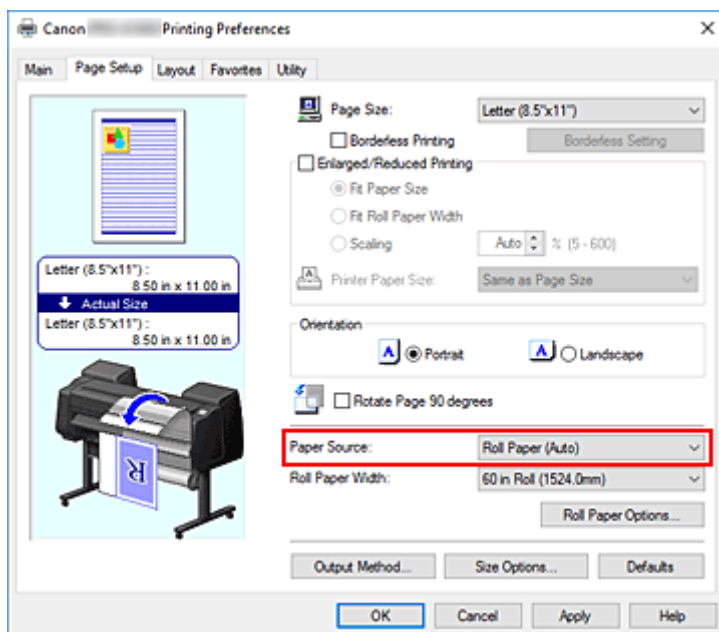 Canon Printing Preferences
Main Page Setup Layout Favorites Utility
Page Size: Letter (8.5"x11")
Borderless Printing Borderless Setting
Enlarged/Reduced Printing
Fit Paper Size
Fit Roll Paper Width
Scaling Auto % (5 - 600)
Printer Paper Size: Same as Page Size
Letter (8.5"x11") :
8.50 in x 11.00 in
Actual Size
Letter (8.5"x11") :
8.50 in x 11.00 in
Orientation
A Portrait A Landscape
Rotate Page 90 degrees
Paper Source: Roll Paper (Auto)
Roll Paper Width: 60 in Roll (1524.0mm)
R
Roll Paper Options...
Output Method... Size Options... Defaults
OK Cancel Apply Help